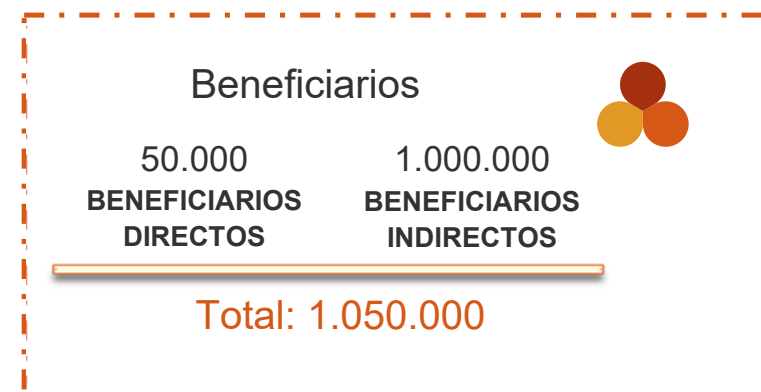 Beneficiarios
50.000
BENEFICIARIOS
DIRECTOS
1.000.000
BENEFICIARIOS
INDIRECTOS
Total: 1.050.000